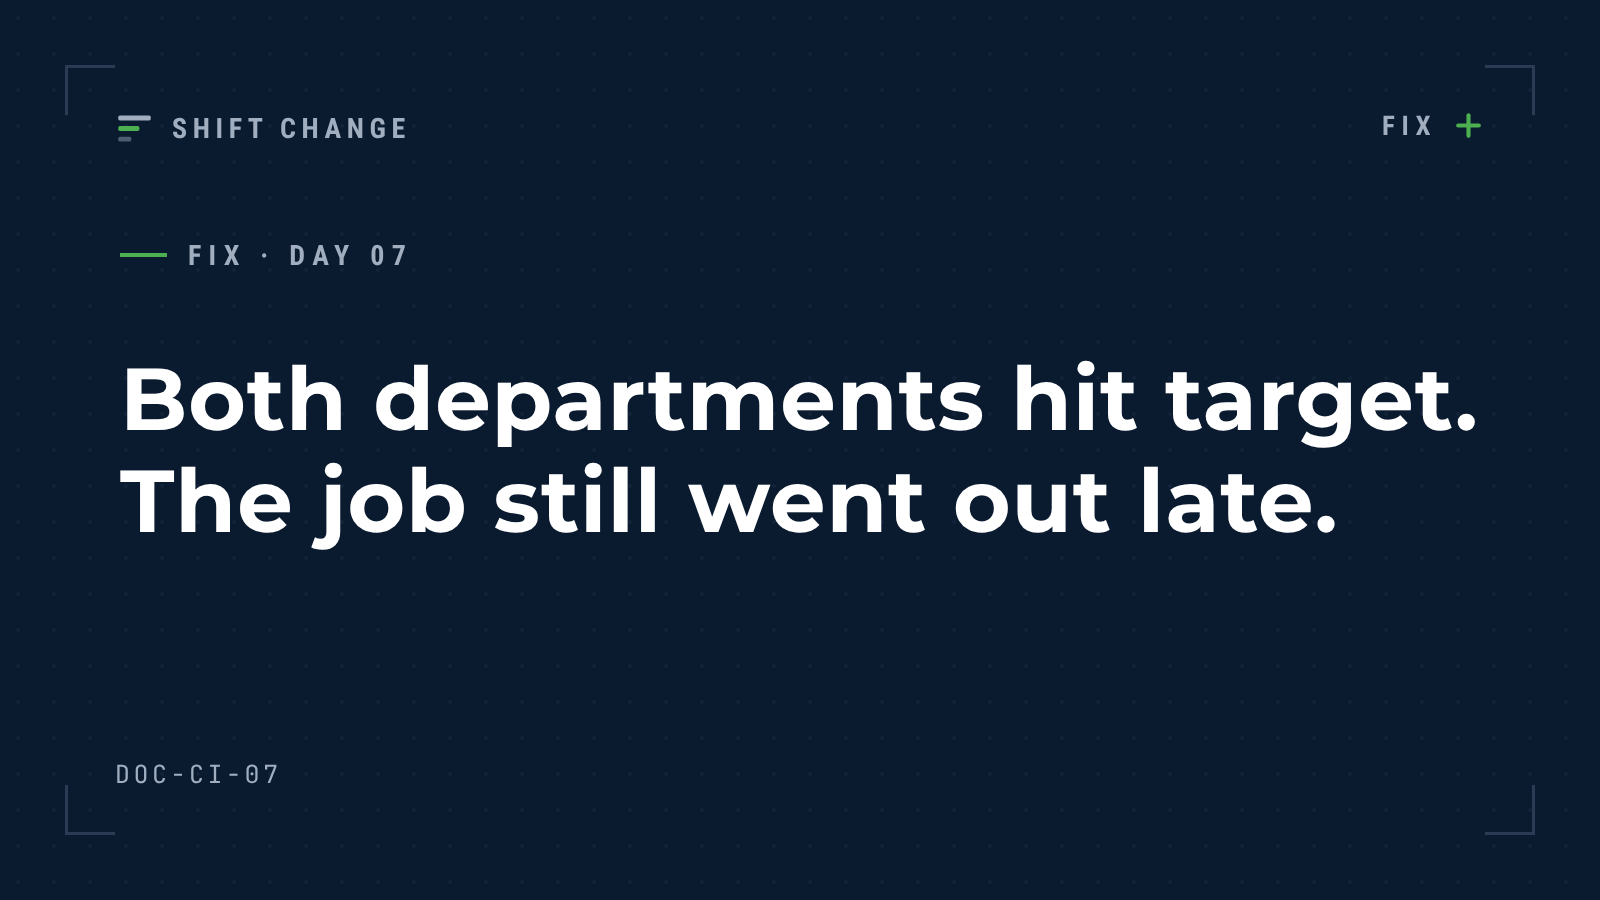 SHIFT CHANGE
FIX
FIX · DAY 07
Both departments hit target.
The job still went out late.
DOC-CI-07